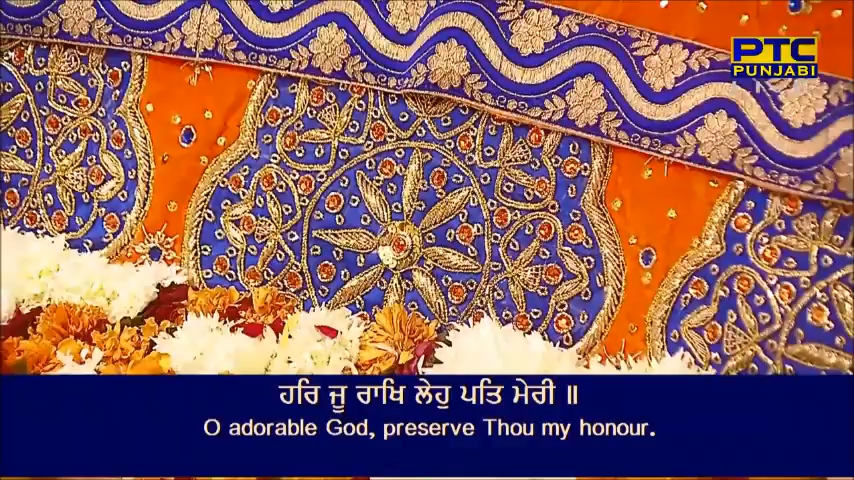 PTC
PUNJABI
ਹਰਿ ਜੂ ਰਾਖਿ ਲੇਹੁ ਪਤਿ ਮੇਰੀ ॥
O adorable God, preserve Thou my honour.